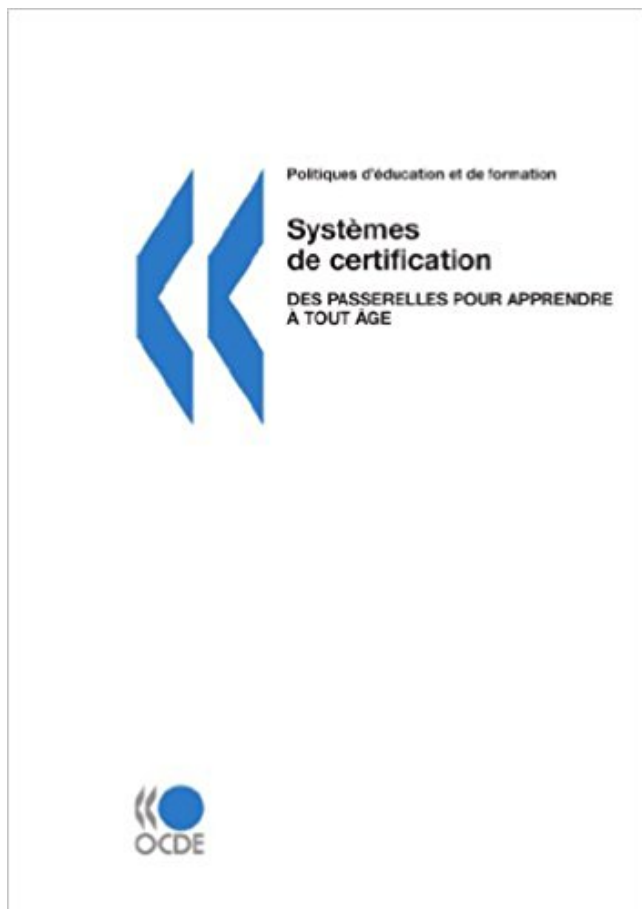 Politiques d'éducation et de formation
Systèmes
de certification
DES PASSERELLES POUR APPRENDRE
À TOUT ÂGE
OCDE